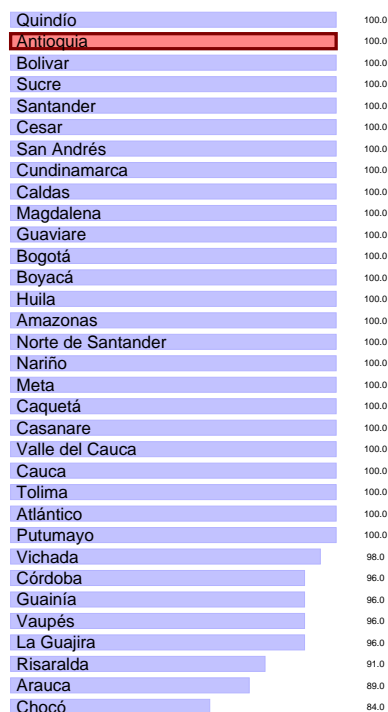 Quindío 100.0
Antioquia 100.0
Bolivar 100.0
Sucre 100.0
Santander 100.0
Cesar 100.0
San Andrés 100.0
Cundinamarca 100.0
Caldas 100.0
Magdalena 100.0
Guaviare 100.0
Bogotá 100.0
Boyacá 100.0
Huila 100.0
Amazonas 100.0
Norte de Santander 100.0
Nariño 100.0
Meta 100.0
Caquetá 100.0
Casanare 100.0
Valle del Cauca 100.0
Cauca 100.0
Tolima 100.0
Atlántico 100.0
Putumayo 100.0
Vichada 98.0
Córdoba 96.0
Guainía 96.0
Vaupés 96.0
La Guajira 96.0
Risaralda 91.0
Arauca 89.0
Chocó 84.0